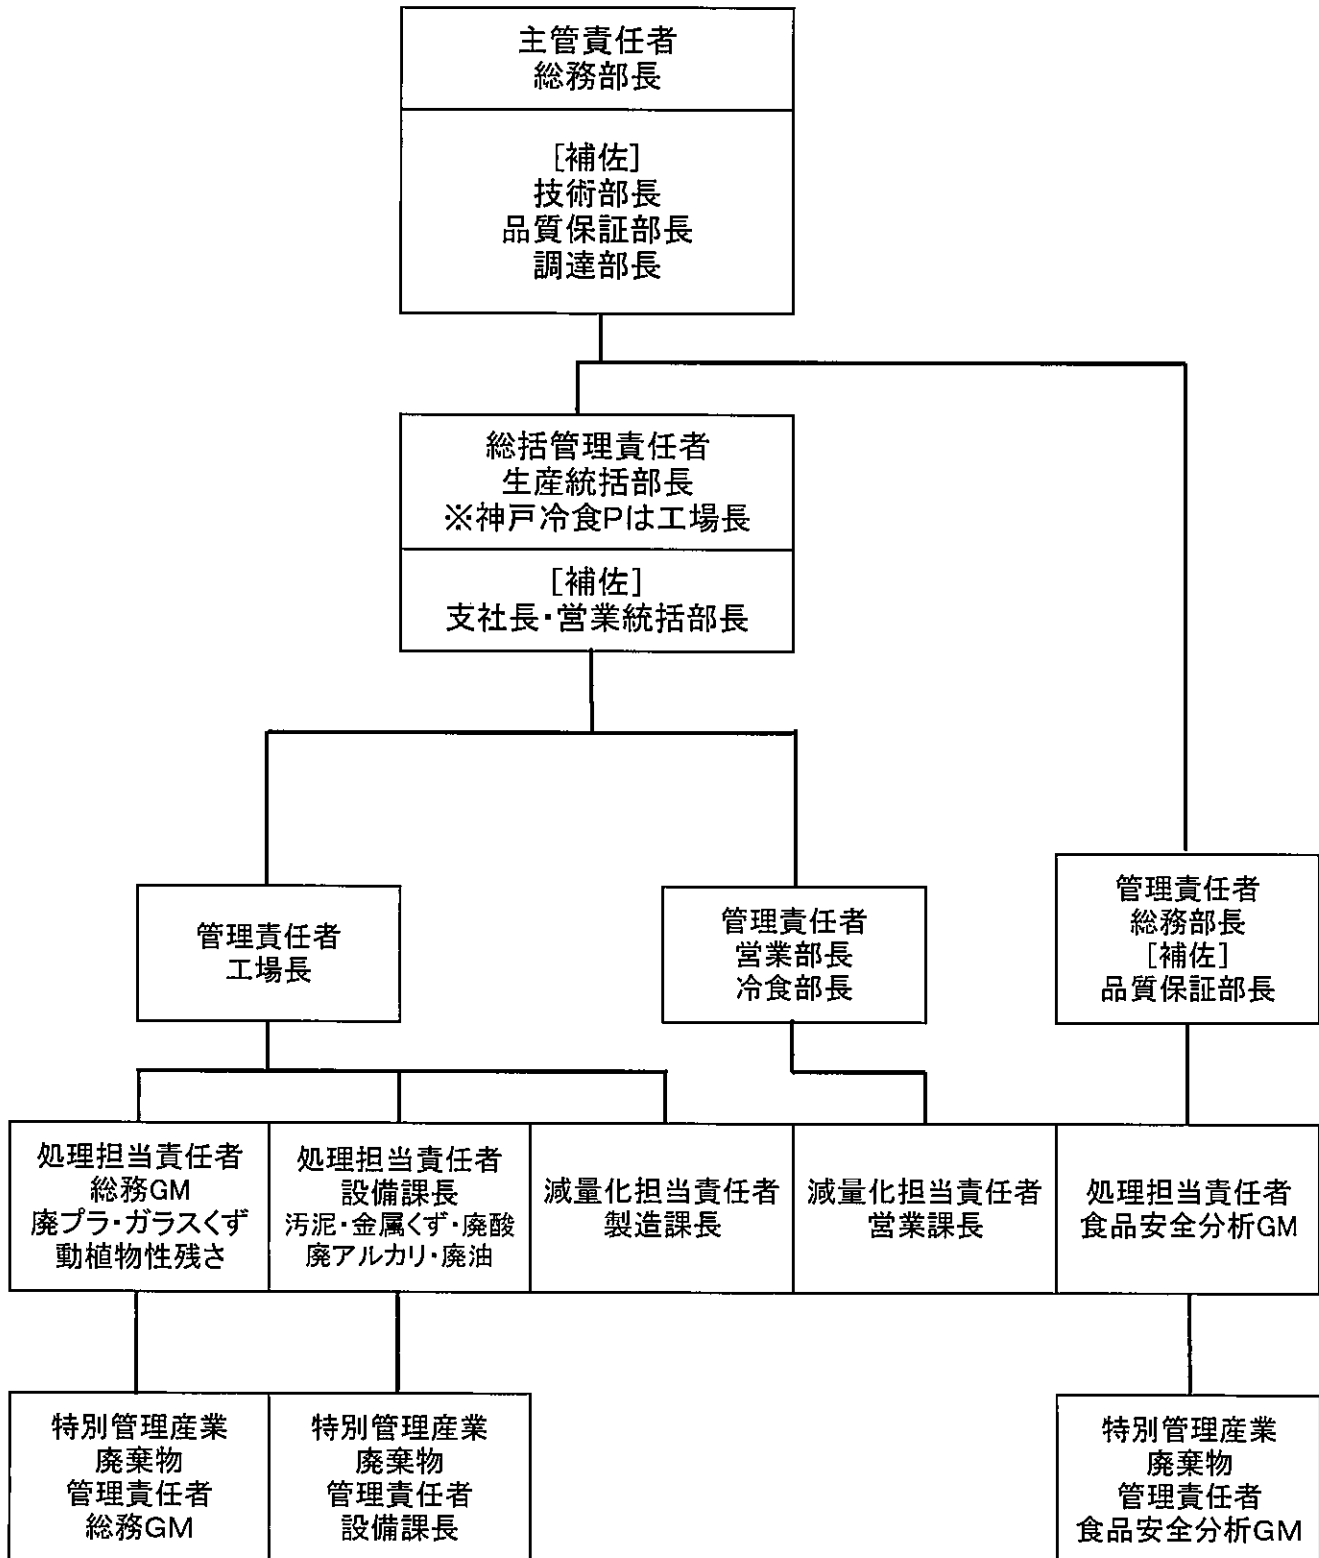 主管責任者
総務部長
[補佐]
技術部長
品質保証部長
調達部長
総括管理責任者
生産統括部長
※神戸冷食Pは工場長
[補佐]
支社長・営業統括部長
管理責任者
工場長
管理責任者
営業部長
冷食部長
管理責任者
総務部長
[補佐]
品質保証部長
処理担当責任者
総務GM
廃プラ・ガラスくず
動植物性残さ
処理担当責任者
設備課長
汚泥・金属くず・廃酸
廃アルカリ・廃油
減量化担当責任者
製造課長
減量化担当責任者
営業課長
処理担当責任者
食品安全分析GM
特別管理産業
廃棄物
管理責任者
総務GM
特別管理産業
廃棄物
管理責任者
設備課長
特別管理産業
廃棄物
管理責任者
食品安全分析GM